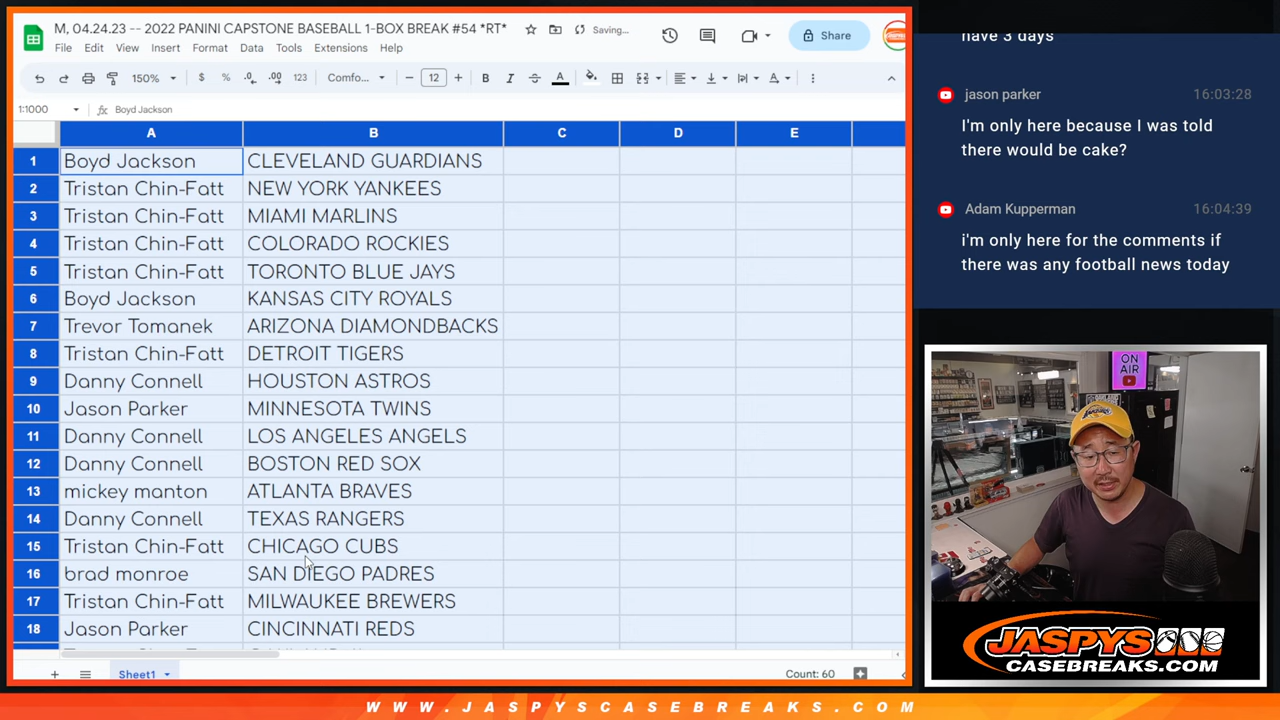 M, 04.24.23 -- 2022 PANINI CAPSTONE BASEBALL 1-BOX BREAK #54 *RT*
Saving...
File Edit View Insert Format Data Tools Extensions Help
Share
150% $ % .0 .00 123 Comfo... 12 B I S A
1:1000 fx Boyd Jackson
A B C D E
1 Boyd Jackson CLEVELAND GUARDIANS
2 Tristan Chin-Fatt NEW YORK YANKEES
3 Tristan Chin-Fatt MIAMI MARLINS
4 Tristan Chin-Fatt COLORADO ROCKIES
5 Tristan Chin-Fatt TORONTO BLUE JAYS
6 Boyd Jackson KANSAS CITY ROYALS
7 Trevor Tomanek ARIZONA DIAMONDBACKS
8 Tristan Chin-Fatt DETROIT TIGERS
9 Danny Connell HOUSTON ASTROS
10 Jason Parker MINNESOTA TWINS
11 Danny Connell LOS ANGELES ANGELS
12 Danny Connell BOSTON RED SOX
13 mickey manton ATLANTA BRAVES
14 Danny Connell TEXAS RANGERS
15 Tristan Chin-Fatt CHICAGO CUBS
16 brad monroe SAN DIEGO PADRES
17 Tristan Chin-Fatt MILWAUKEE BREWERS
18 Jason Parker CINCINNATI REDS
Sheet1
Count: 60
have 3 days
jason parker 16:03:28
I'm only here because I was told
there would be cake?
Adam Kupperman 16:04:39
i'm only here for the comments if
there was any football news today
ON
AIR
JASPYS
CASEBREAKS.COM
WWW.JASPYSCASEBREAKS.COM